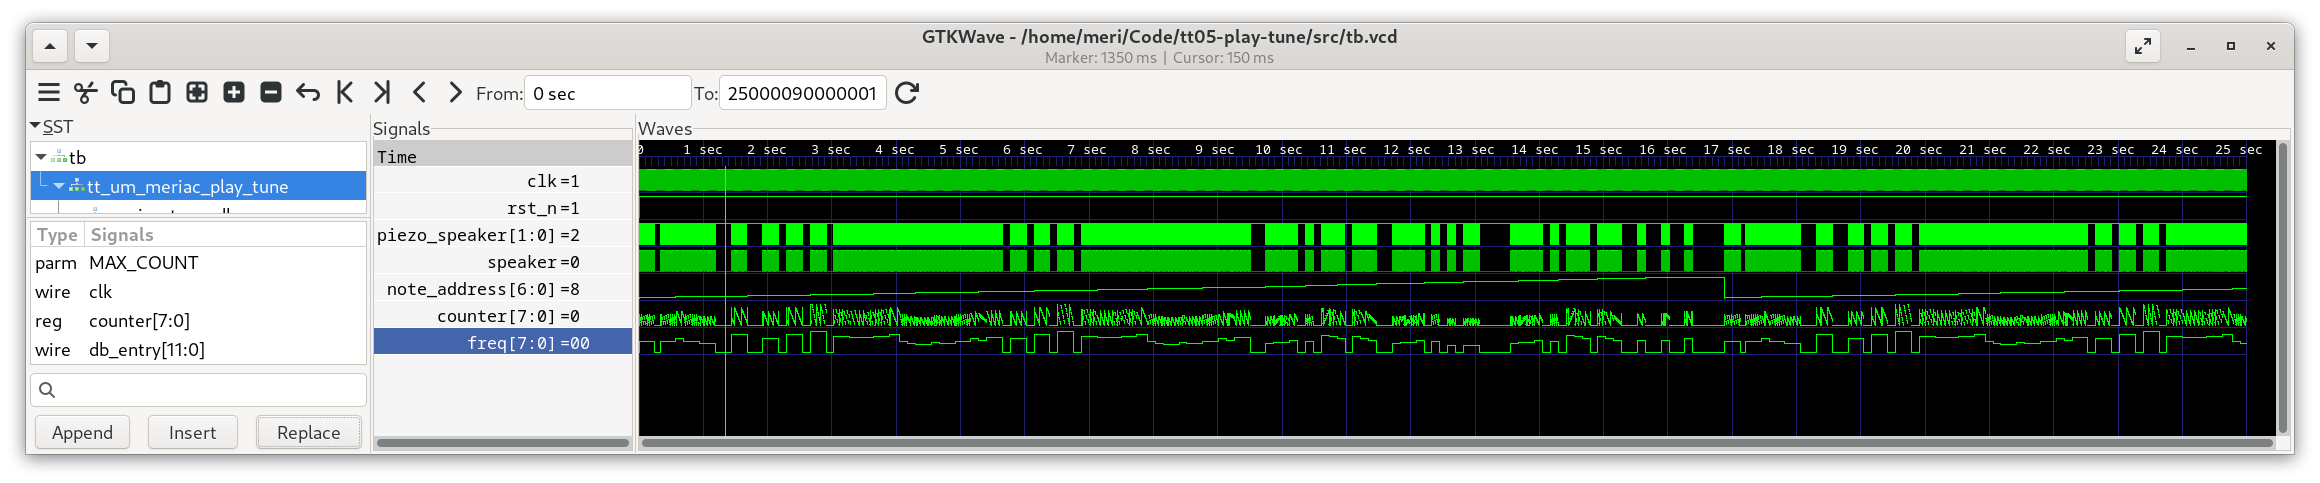 GTKWave - /home/meri/Code/tt05-play-tune/src/tb.vcd
Marker: 1350 ms | Cursor: 150 ms
From: 0 sec To: 25000090000001
SST
tb
tt_um_meriac_play_tune
Type Signals
parm MAX_COUNT
wire clk
reg counter[7:0]
wire db_entry[11:0]
Append Insert Replace
Signals
Time
clk=1
rst_n=1
piezo_speaker[1:0]=2
speaker=0
note_address[6:0]=8
counter[7:0]=0
freq[7:0]=00
Waves
0 1 sec 2 sec 3 sec 4 sec 5 sec 6 sec 7 sec 8 sec 9 sec 10 sec 11 sec 12 sec 13 sec 14 sec 15 sec 16 sec 17 sec 18 sec 19 sec 20 sec 21 sec 22 sec 23 sec 24 sec 25 sec